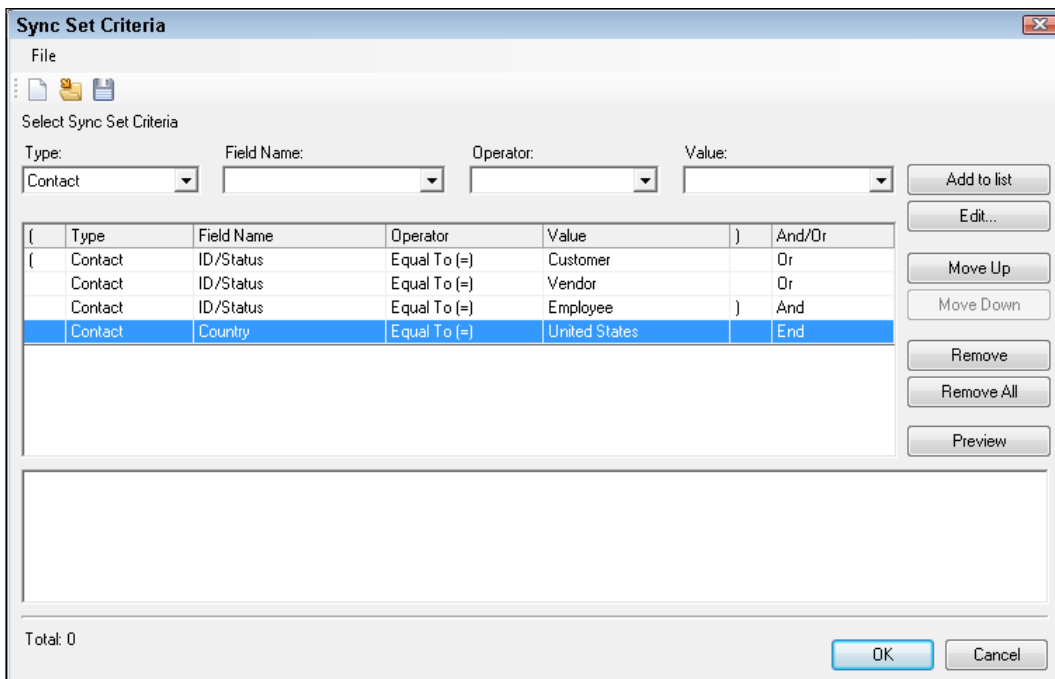 Sync Set Criteria
File
Select Sync Set Criteria
Type: Field Name: Operator: Value:
Contact Add to list
Edit...
( Type Field Name Operator Value ) And/Or
( Contact ID/Status Equal To (=) Customer Or
Move Up
Contact ID/Status Equal To (=) Vendor Or
Contact ID/Status Equal To (=) Employee ) And
Move Down
Contact Country Equal To (=) United States End
Remove
Remove All
Preview
Total: 0
OK Cancel